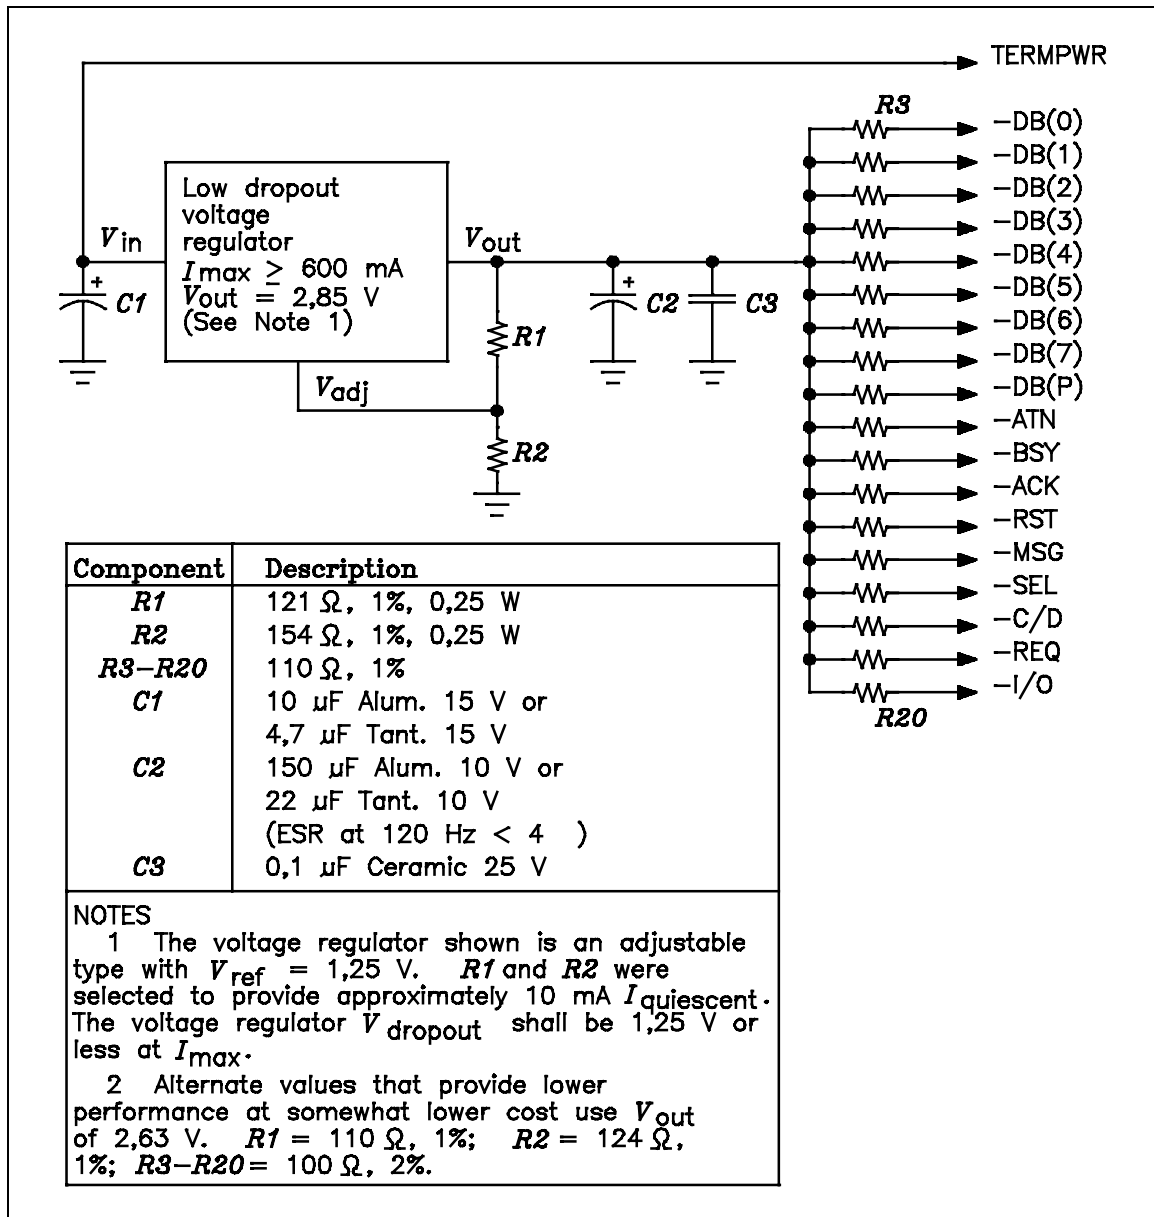 TERMPWR
R3
-DB(0)
-DB(1)
-DB(2)
-DB(3)
-DB(4)
-DB(5)
-DB(6)
-DB(7)
-DB(P)
-ATN
-BSY
-ACK
-RST
-MSG
-SEL
-C/D
-REQ
-I/O
R20
Low dropout
voltage
regulator
Imax ≥ 600 mA
Vout = 2,85 V
(See Note 1)
Vin
Vout
+ C1
+ C2
C3
R1
Vadj
R2
Component Description
R1 121 Ω, 1%, 0,25 W
R2 154 Ω, 1%, 0,25 W
R3-R20 110 Ω, 1%
C1 10 µF Alum. 15 V or
4,7 µF Tant. 15 V
C2 150 µF Alum. 10 V or
22 µF Tant. 10 V
(ESR at 120 Hz < 4 )
C3 0,1 µF Ceramic 25 V
NOTES
1 The voltage regulator shown is an adjustable
type with Vref = 1,25 V. R1 and R2 were
selected to provide approximately 10 mA Iquiescent.
The voltage regulator Vdropout shall be 1,25 V or
less at Imax.
2 Alternate values that provide lower
performance at somewhat lower cost use Vout
of 2,63 V. R1 = 110 Ω, 1%; R2 = 124 Ω,
1%; R3-R20 = 100 Ω, 2%.